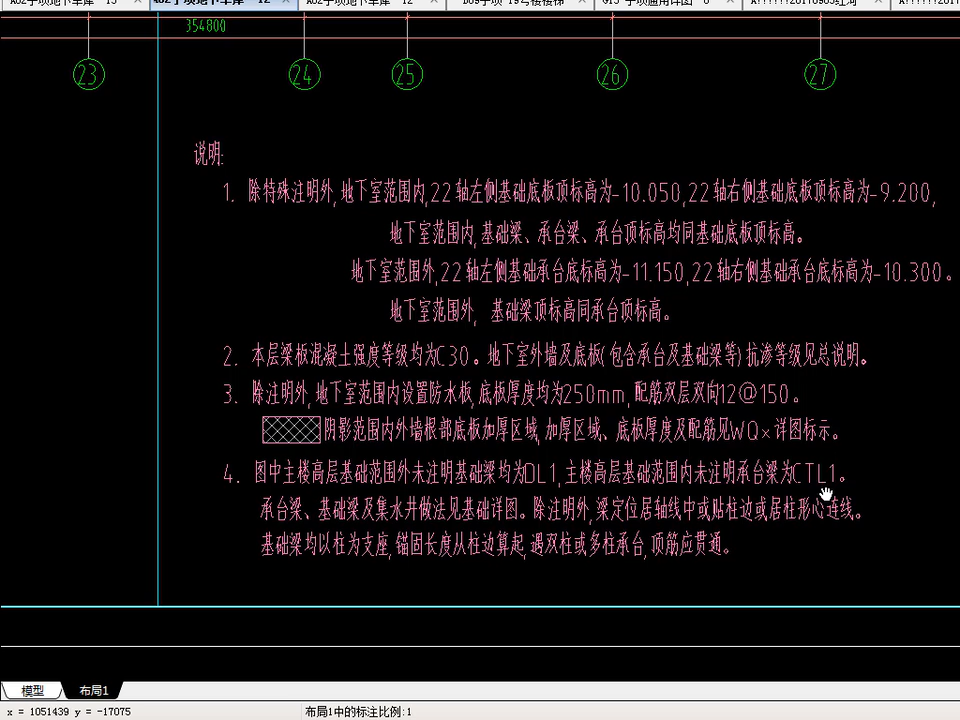 354800
23 24 25 26 27
说明:
1. 除特殊注明外,地下室范围内,22轴左侧基础底板顶标高为-10.050,22轴右侧基础底板顶标高为-9.200,
地下室范围内,基础梁、承台梁、承台顶标高均同基础底板顶标高。
地下室范围外,22轴左侧基础承台底标高为-11.150,22轴右侧基础承台底标高为-10.300。
地下室范围外, 基础梁顶标高同承台顶标高。
2. 本层梁板混凝土强度等级均为C30。地下室外墙及底板(包含承台及基础梁等)抗渗等级见总说明。
3. 除注明外,地下室范围内设置防水板,底板厚度均为250mm,配筋双层双向12@150。
阴影范围内外墙根部底板加厚区域,加厚区域、底板厚度及配筋见WQx详图标示。
4. 图中主楼高层基础范围外未注明基础梁均为DL1,主楼高层基础范围内未注明承台梁为CTL1。
承台梁、基础梁及集水井做法见基础详图。除注明外,梁定位居轴线中或贴柱边或居柱形心连线。
基础梁均以柱为支座,锚固长度从柱边算起,遇双柱或多柱承台,顶筋应贯通。
模型 布局1
x = 1051439 y = -17075 布局1中的标注比例:1